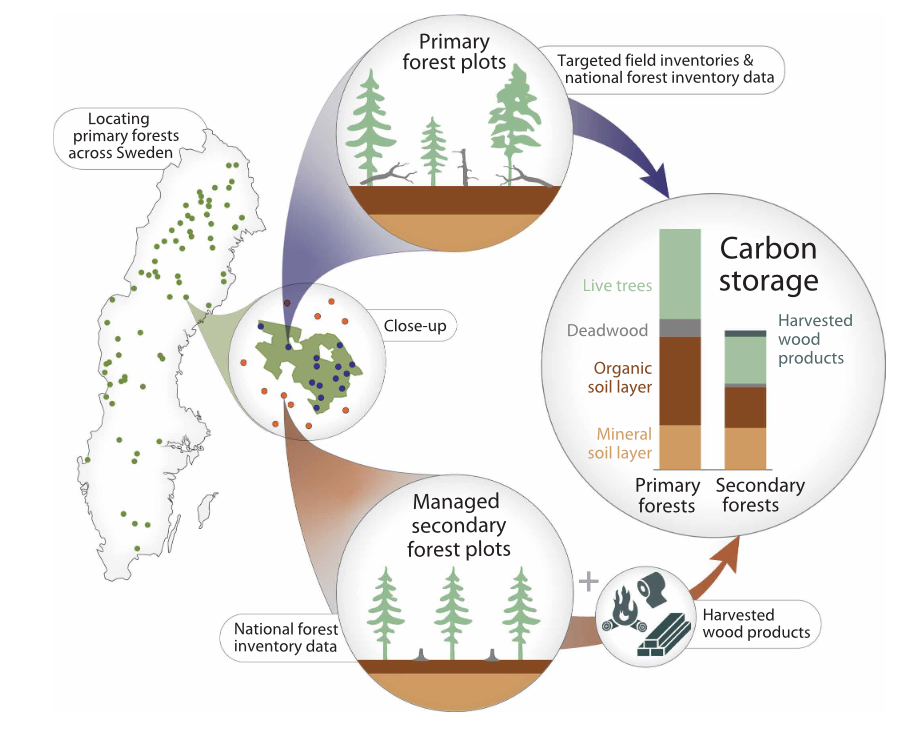 Primary
forest plots
Targeted field inventories &
national forest inventory data
Locating
primary forests
across Sweden
Close-up
Carbon
storage
Live trees
Deadwood
Organic
soil layer
Mineral
soil layer
Harvested
wood
products
Primary
forests
Secondary
forests
Managed
secondary
forest plots
National forest
inventory data
+
Harvested
wood products